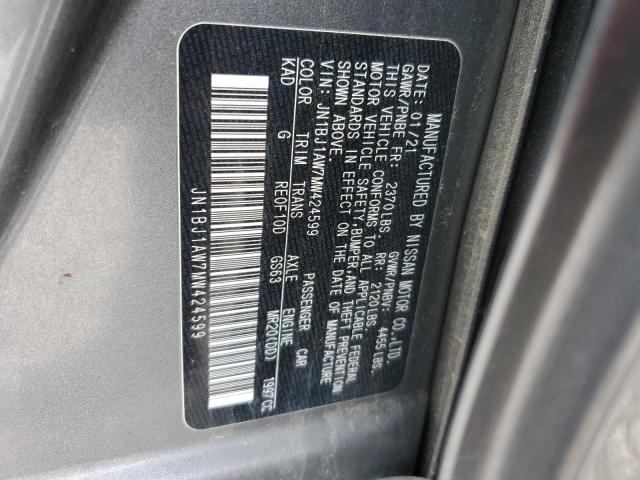 MANUFACTURED BY NISSAN MOTOR CO.,LTD
DATE: 01/21 GVWR/PNBV: 4455 LBS.
GAWR/PNBE FR: 2370LBS. RR: 2120LBS.
THIS VEHICLE CONFORMS TO ALL APPLICABLE FEDERAL
MOTOR VEHICLE SAFETY,BUMPER,AND THEFT PREVENTION
STANDARDS IN EFFECT ON THE DATE OF MANUFACTURE
SHOWN ABOVE.
VIN: JN1BJ1AW7MW424599 PASSENGER CAR
COLOR TRIM TRANS AXLE ENGINE
KAD G RE0F10D GS63 MR20(DD) 1997CC
JN1BJ1AW7MW424599